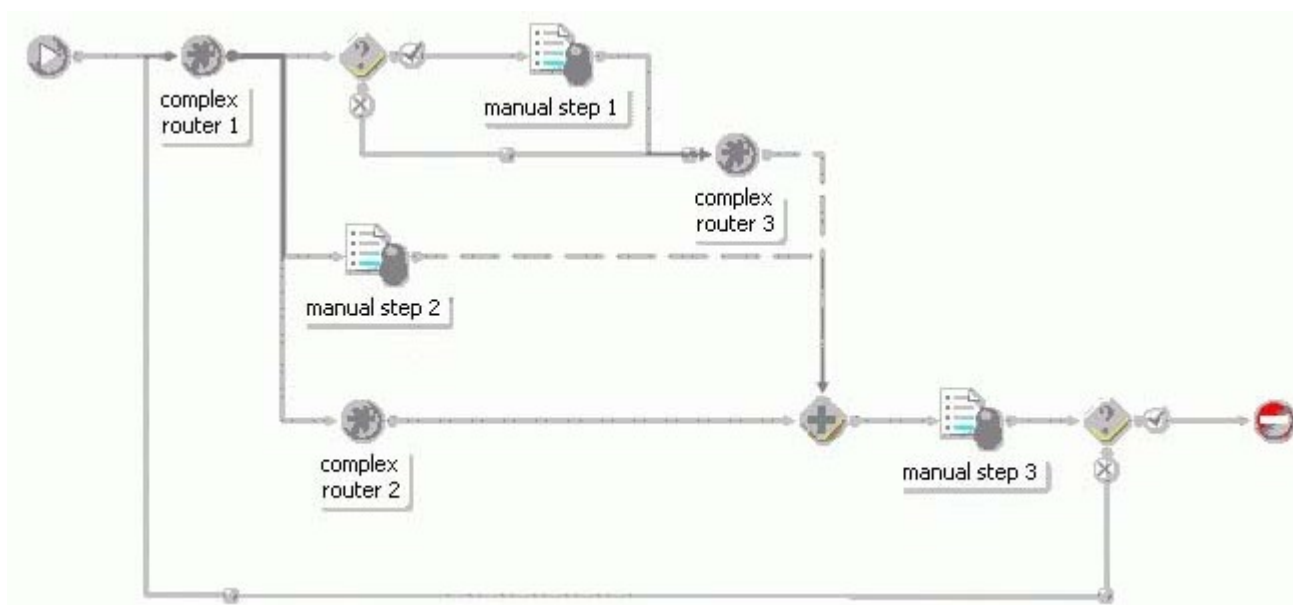 complex
router 1
manual step 1
complex
router 3
manual step 2
complex
router 2
manual step 3